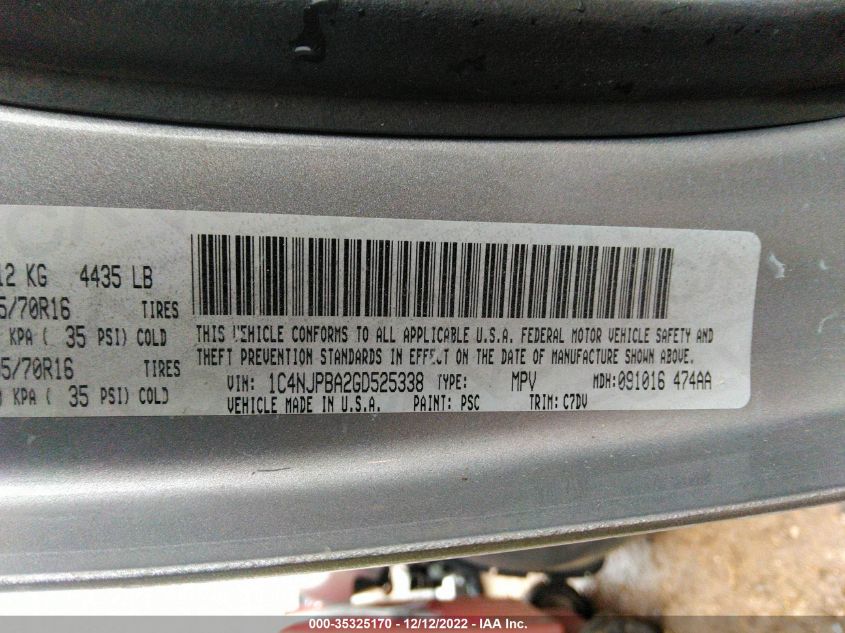 12 KG 4435 LB
5/70R16 TIRES
KPA ( 35 PSI) COLD
5/70R16 TIRES
KPA ( 35 PSI) COLD
THIS VEHICLE CONFORMS TO ALL APPLICABLE U.S.A. FEDERAL MOTOR VEHICLE SAFETY AND
THEFT PREVENTION STANDARDS IN EFFECT ON THE DATE OF MANUFACTURE SHOWN ABOVE.
VIN: 1C4NJPBA2GD525338 TYPE: MPV MDH:091016 474AA
VEHICLE MADE IN U.S.A. PAINT: PSC TRIM: C7DV
000-35325170 - 12/12/2022 - IAA Inc.